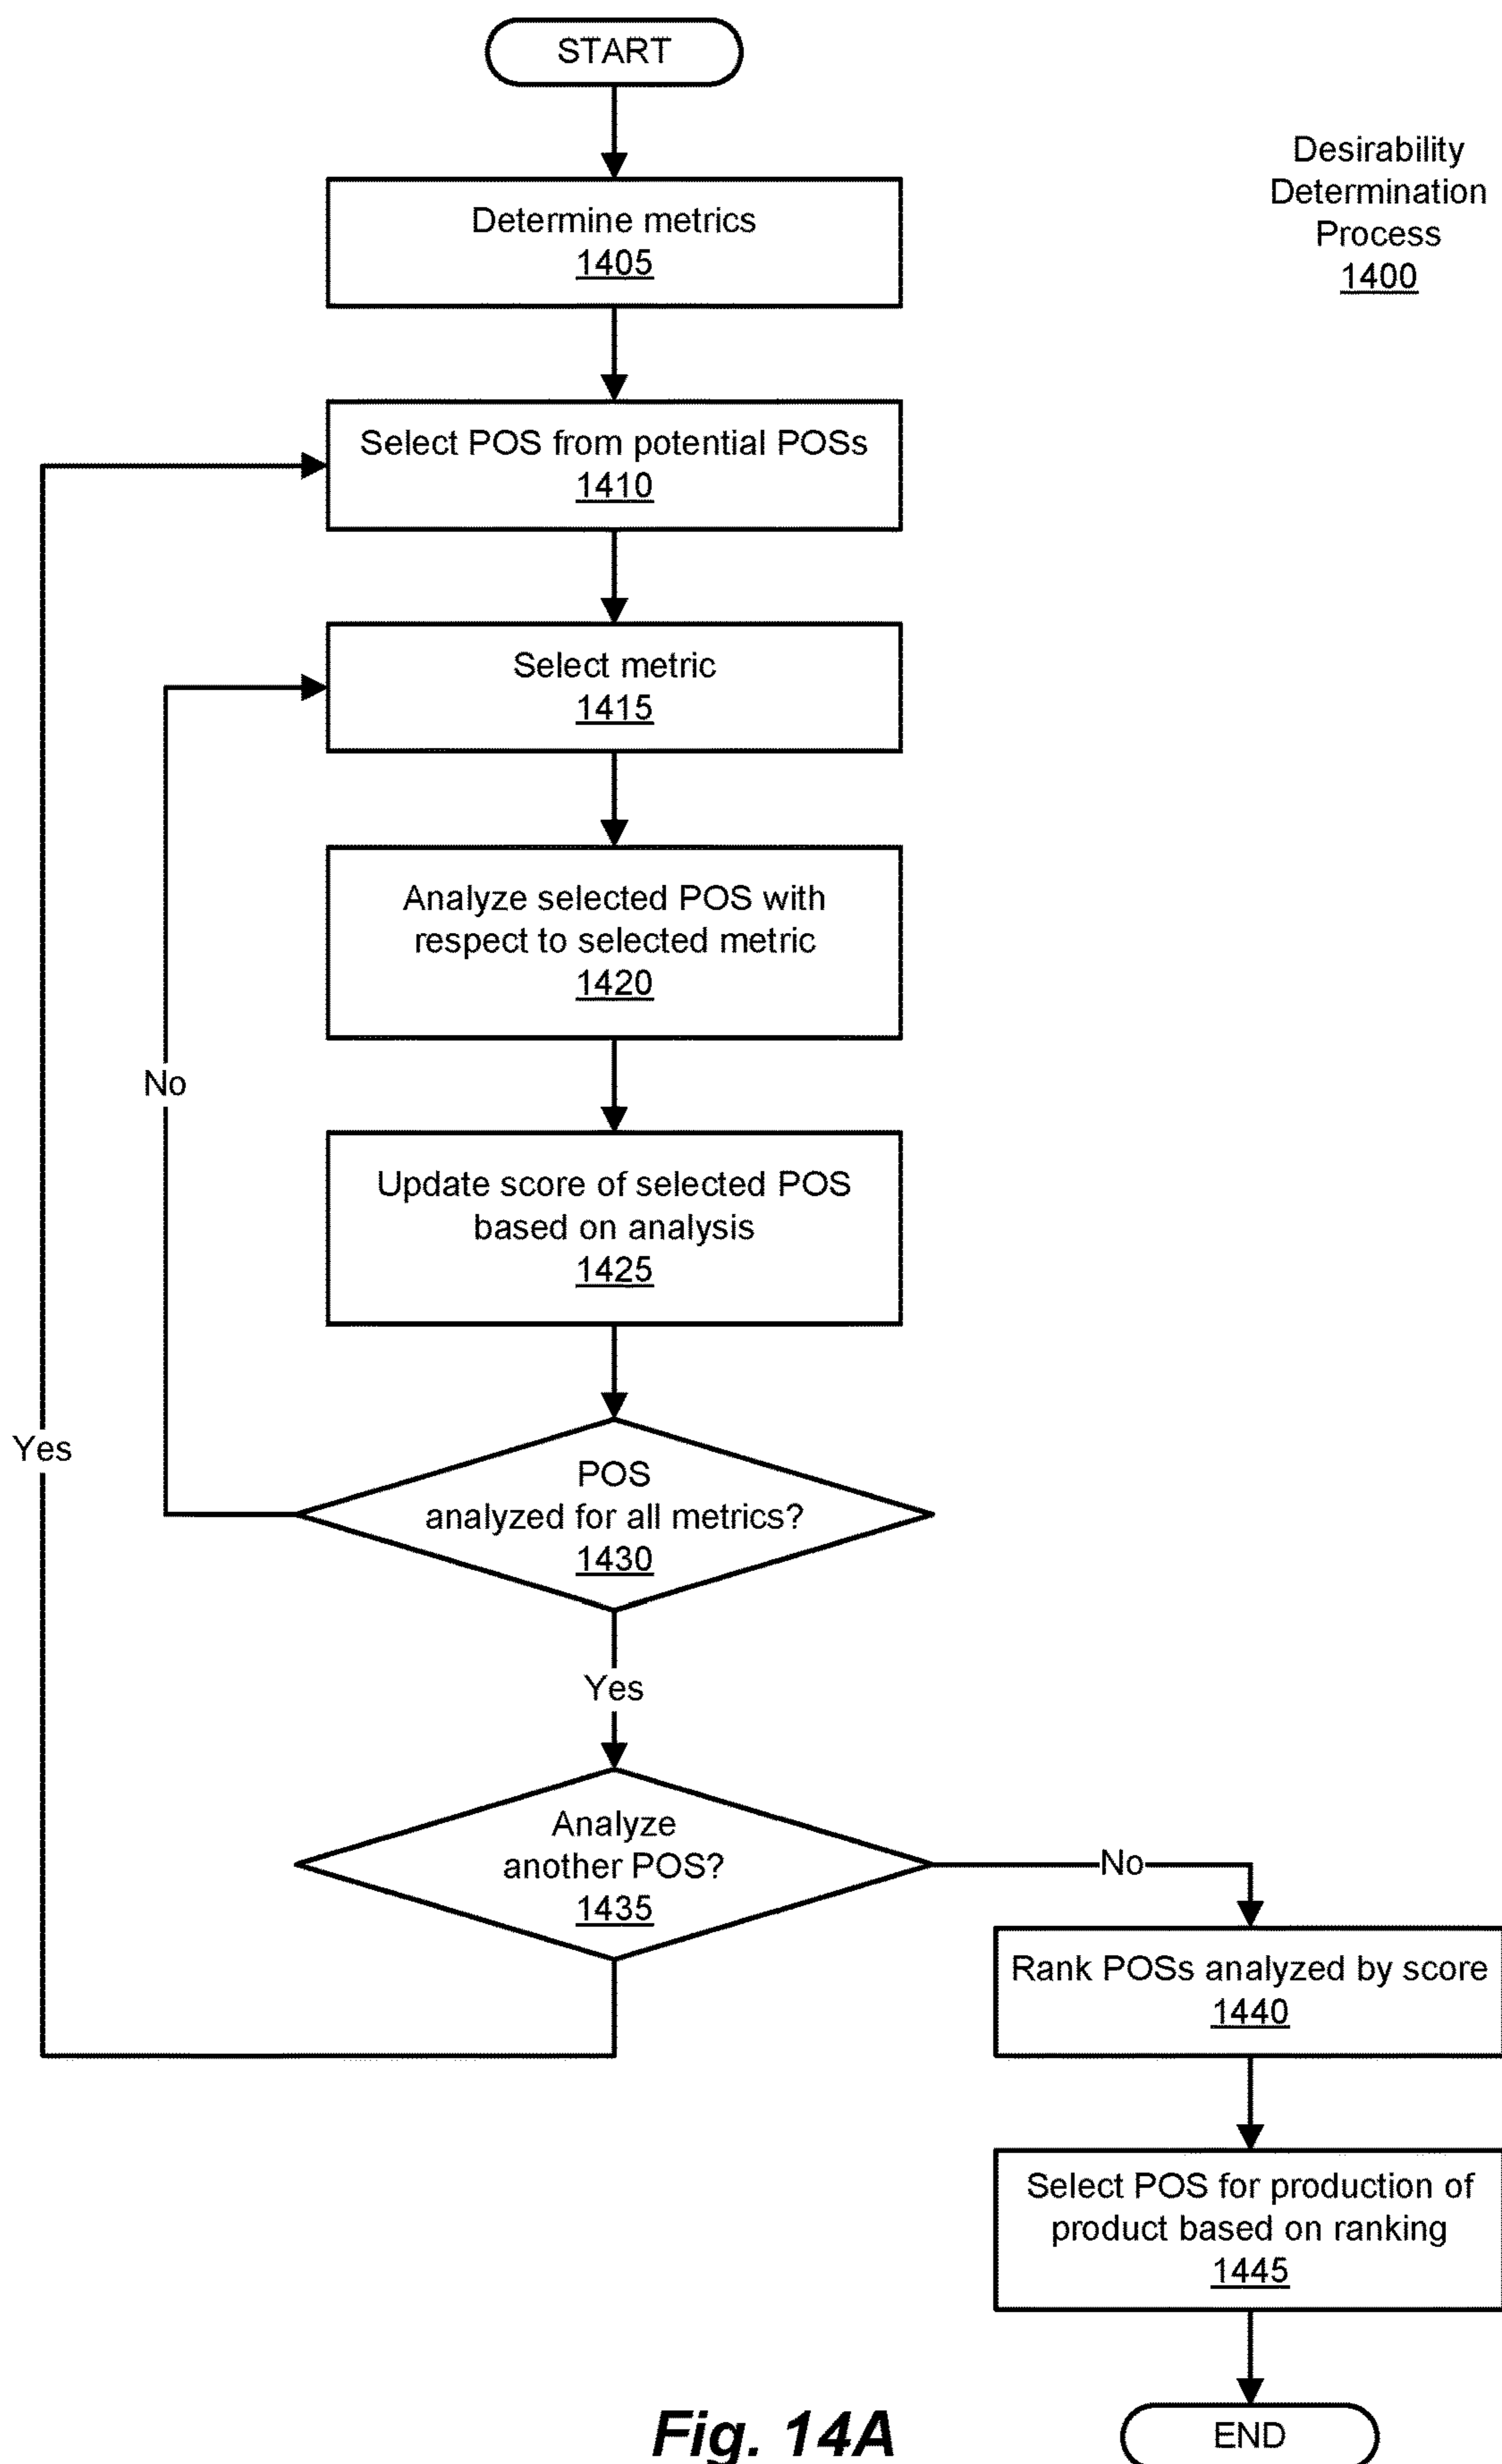 START
Desirability
Determination
Process
1400
Determine metrics
1405
Select POS from potential POSs
1410
Select metric
1415
Analyze selected POS with
respect to selected metric
1420
No
Update score of selected POS
based on analysis
1425
Yes
POS
analyzed for all metrics?
1430
Yes
Analyze
another POS?
1435
No
Rank POSs analyzed by score
1440
Select POS for production of
product based on ranking
1445
END
Fig. 14A